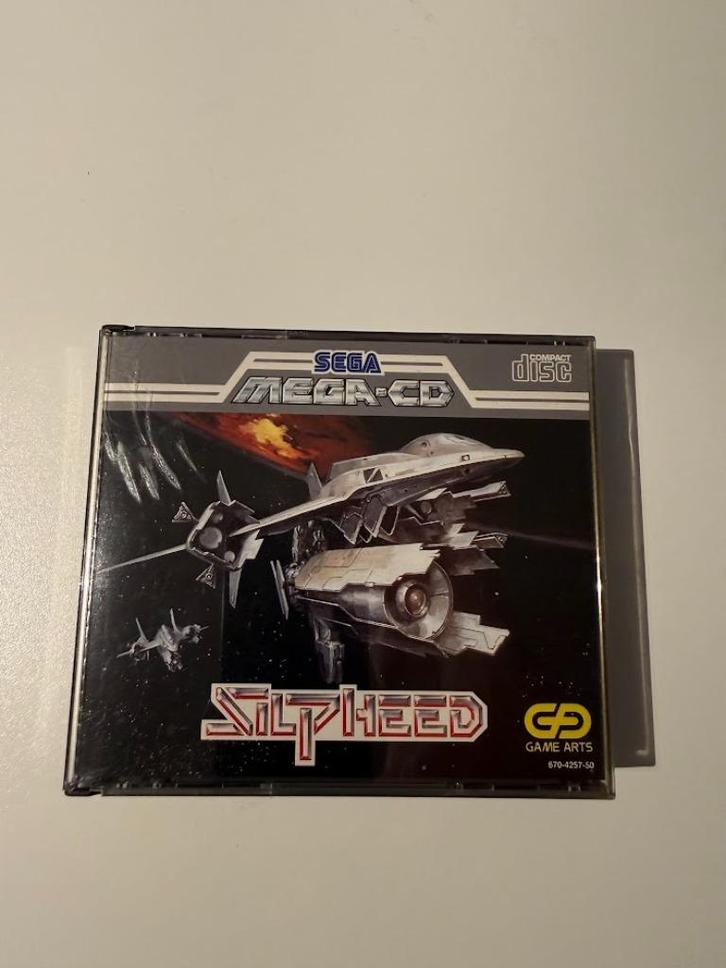 SEGA
MEGA-CD
COMPACT
disc
SILPHEED
GAME ARTS
670-4257-50